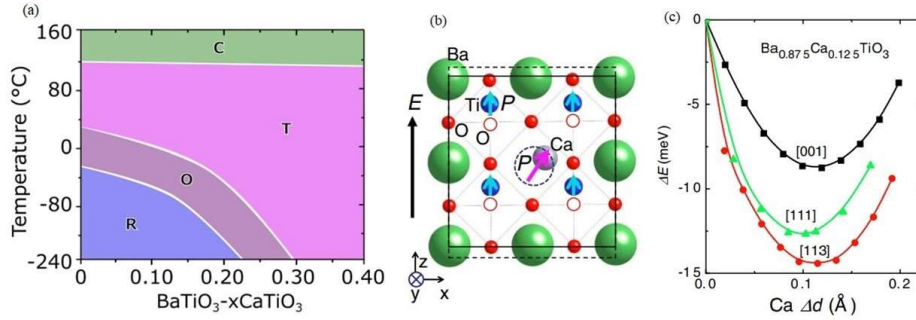 (a)
160
80
0
-80
-240
Temperature (°C)
C
T
O
R
0
0.10
0.20
0.30
0.40
BaTiO3-xCaTiO3
(b)
Ba
E
Ti
P
O
O
Ca
P
z
y
x
(c)
0
-5
-10
-15
ΔE (meV)
Ba0.875Ca0.125TiO3
[001]
[111]
[113]
0.0
0.1
0.2
Ca Δd (Å)